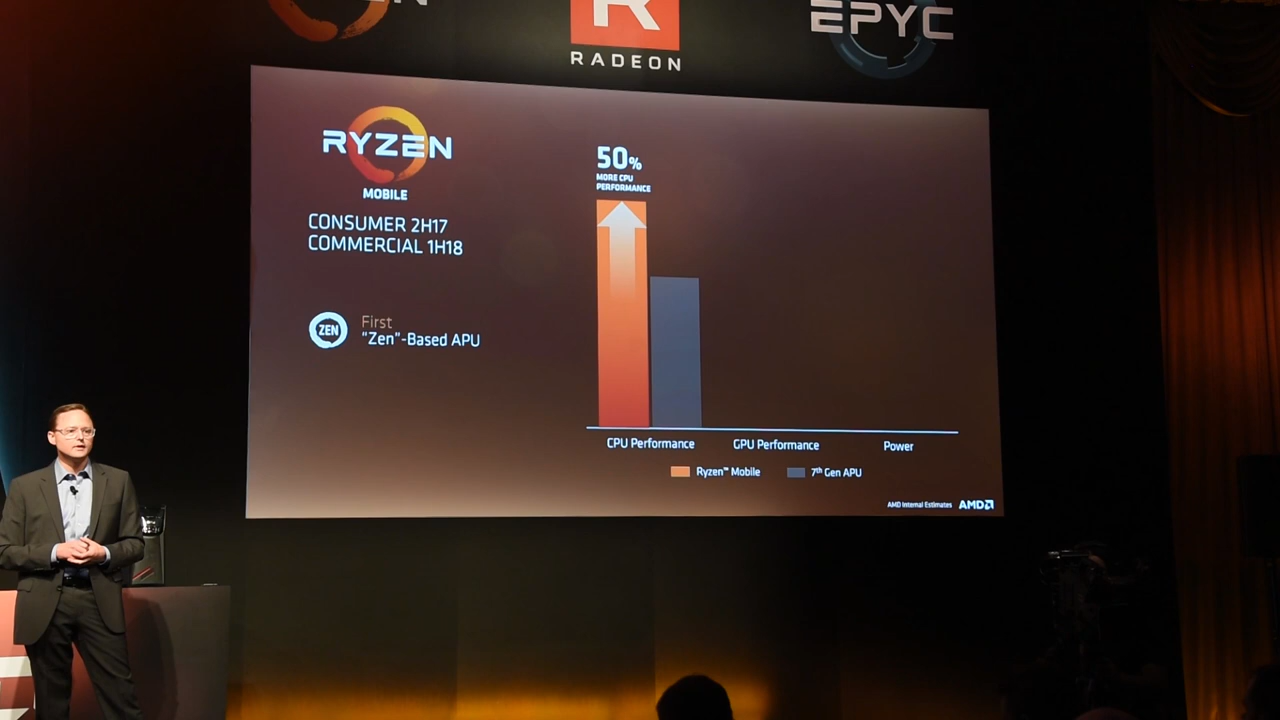 RADEON
EPYC
RYZEN
MOBILE
CONSUMER 2H17
COMMERCIAL 1H18
ZEN
First
"Zen"-Based APU
50%
MORE CPU
PERFORMANCE
CPU Performance
GPU Performance
Power
Ryzen™ Mobile
7th Gen APU
AMD Internal Estimates
AMD